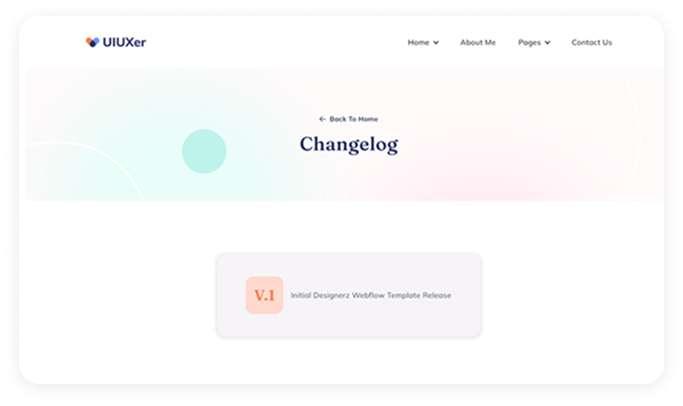 UIUXer
Home About Me Pages Contact Us
Back To Home
Changelog
V.1
Initial Designerz Webflow Template Release